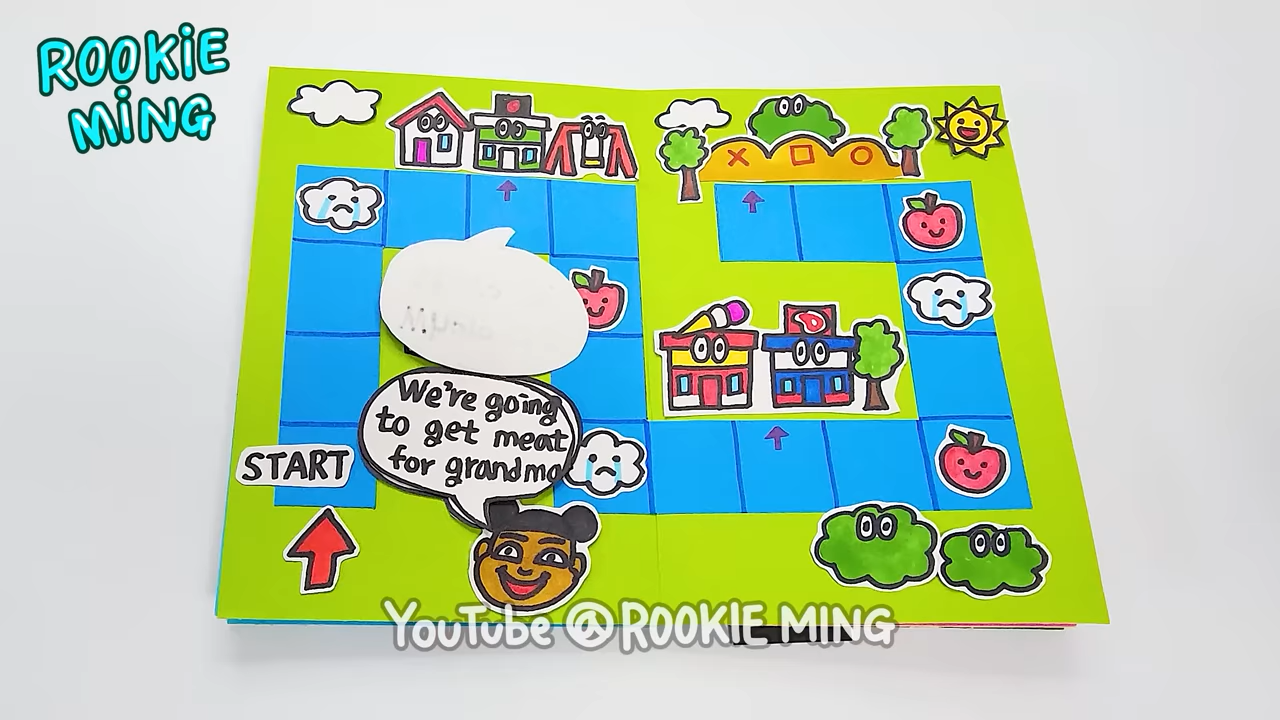 ROOKIE
MING
START
We're going
to get meat
for grandma
YouTube @ROOKIE MING